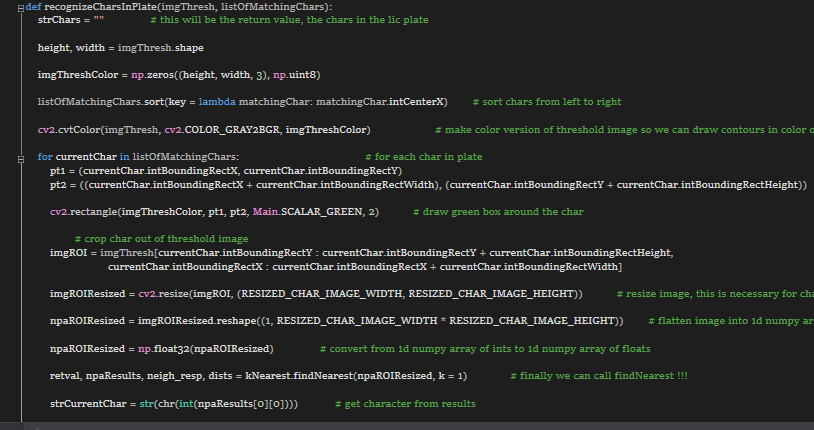 def recognizeCharsInPlate(imgThresh, listOfMatchingChars):
strChars = "" # this will be the return value, the chars in the lic plate
height, width = imgThresh.shape
imgThreshColor = np.zeros((height, width, 3), np.uint8)
listOfMatchingChars.sort(key = lambda matchingChar: matchingChar.intCenterX) # sort chars from left to right
cv2.cvtColor(imgThresh, cv2.COLOR_GRAY2BGR, imgThreshColor) # make color version of threshold image so we can draw contours in color o
for currentChar in listOfMatchingChars: # for each char in plate
pt1 = (currentChar.intBoundingRectX, currentChar.intBoundingRectY)
pt2 = ((currentChar.intBoundingRectX + currentChar.intBoundingRectWidth), (currentChar.intBoundingRectY + currentChar.intBoundingRectHeight))
cv2.rectangle(imgThreshColor, pt1, pt2, Main.SCALAR_GREEN, 2) # draw green box around the char
# crop char out of threshold image
imgROI = imgThresh[currentChar.intBoundingRectY : currentChar.intBoundingRectY + currentChar.intBoundingRectHeight,
currentChar.intBoundingRectX : currentChar.intBoundingRectX + currentChar.intBoundingRectWidth]
imgROIResized = cv2.resize(imgROI, (RESIZED_CHAR_IMAGE_WIDTH, RESIZED_CHAR_IMAGE_HEIGHT)) # resize image, this is necessary for cha
npaROIResized = imgROIResized.reshape((1, RESIZED_CHAR_IMAGE_WIDTH * RESIZED_CHAR_IMAGE_HEIGHT)) # flatten image into 1d numpy ar
npaROIResized = np.float32(npaROIResized) # convert from 1d numpy array of ints to 1d numpy array of floats
retval, npaResults, neigh_resp, dists = kNearest.findNearest(npaROIResized, k = 1) # finally we can call findNearest !!!
strCurrentChar = str(chr(int(npaResults[0][0]))) # get character from results